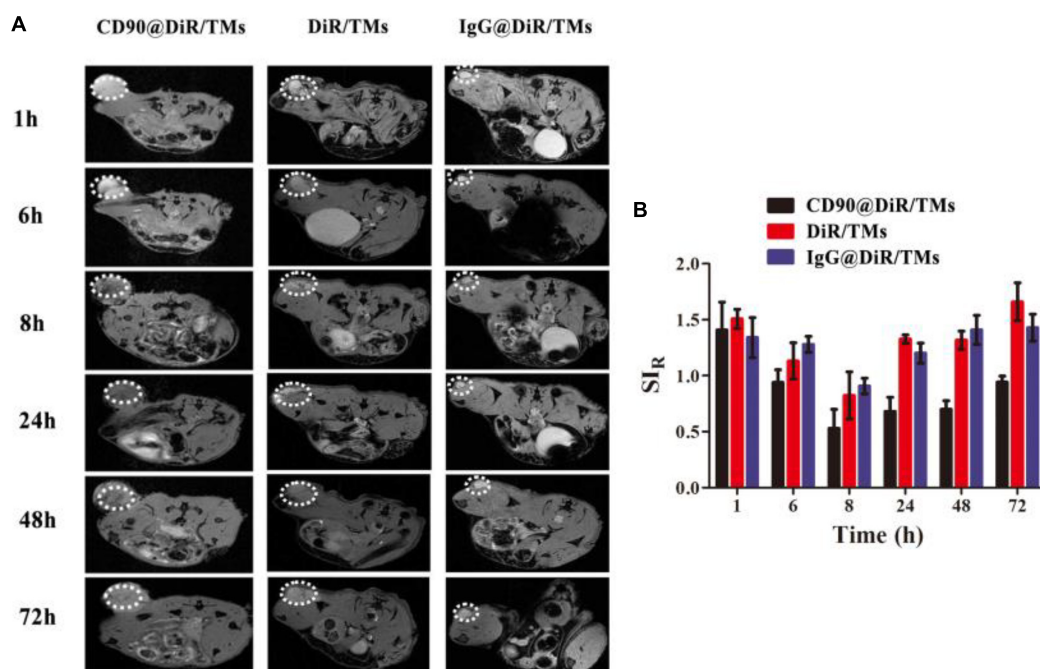 A
CD90@DiR/TMs DiR/TMs IgG@DiR/TMs
1h
6h
8h
24h
48h
72h
B
CD90@DiR/TMs
DiR/TMs
IgG@DiR/TMs
2.0
1.5
1.0
0.5
0.0
SIR
1 6 8 24 48 72
Time (h)